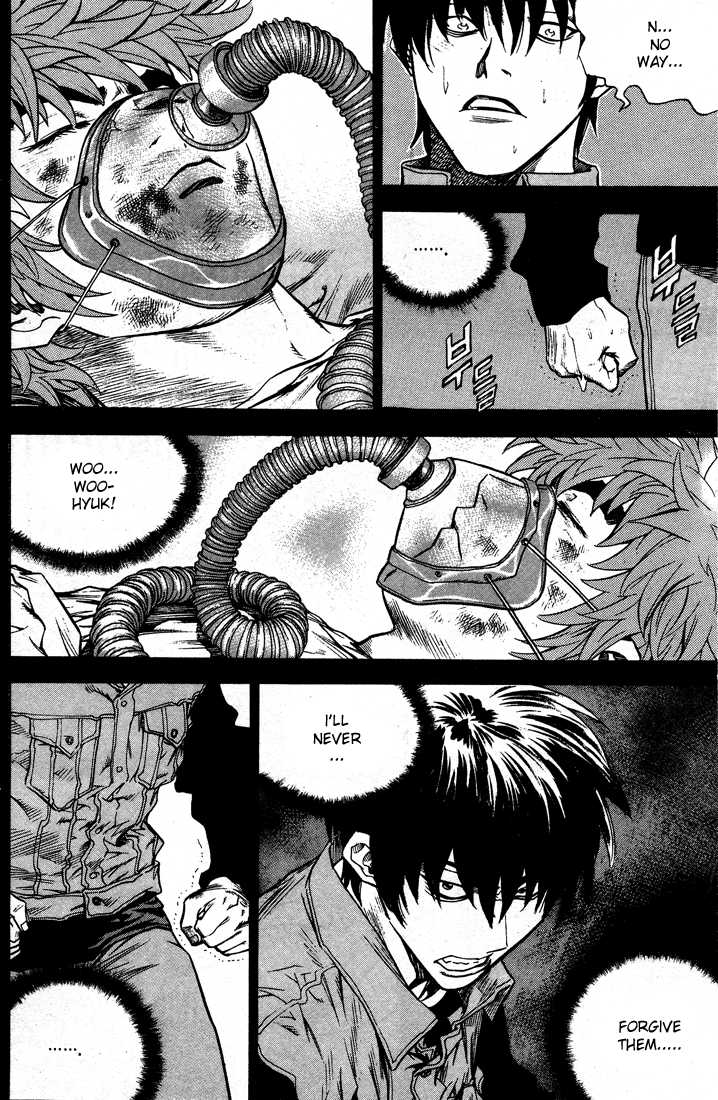 N...
NO
WAY...
.......
부들
부들
WOO...
WOO-
HYUK!
.......
I'LL
NEVER
...
FORGIVE
THEM.....